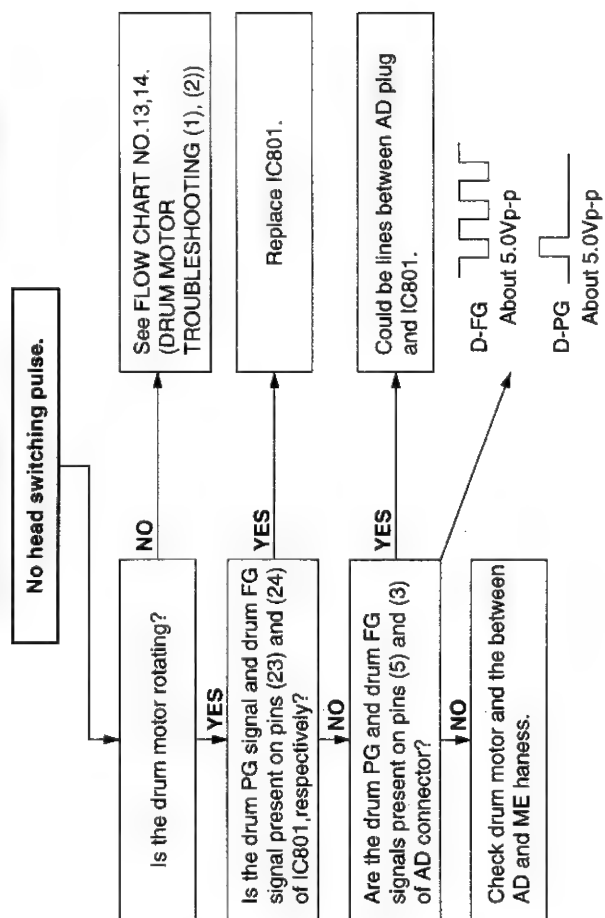 No head switching pulse.
Is the drum motor rotating?
NO
See FLOW CHART NO.13,14.
(DRUM MOTOR
TROUBLESHOOTING (1), (2))
YES
Is the drum PG signal and drum FG
signal present on pins (23) and (24)
of IC801,respectively?
YES
Replace IC801.
NO
Are the drum PG and drum FG
signals present on pins (5) and (3)
of AD connector?
YES
Could be lines between AD plug
and IC801.
NO
Check drum motor and the between
AD and ME haness.
D-FG
About 5.0Vp-p
D-PG
About 5.0Vp-p